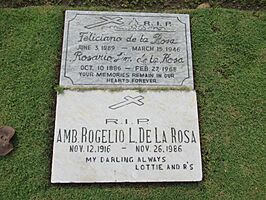 R.I.P.
Feliciano de la Rosa
JUNE 3, 1889 — MARCH 15, 1946
Rosario Lim de la Rosa
OCT. 10, 1886 — FEB. 27, 1968
YOUR MEMORIES REMAIN IN OUR
HEARTS FOREVER.
R.I.P.
AMB. ROGELIO L. DE LA ROSA
NOV. 12, 1916 — NOV. 26, 1986
MY DARLING ALWAYS
LOTTIE AND R'S